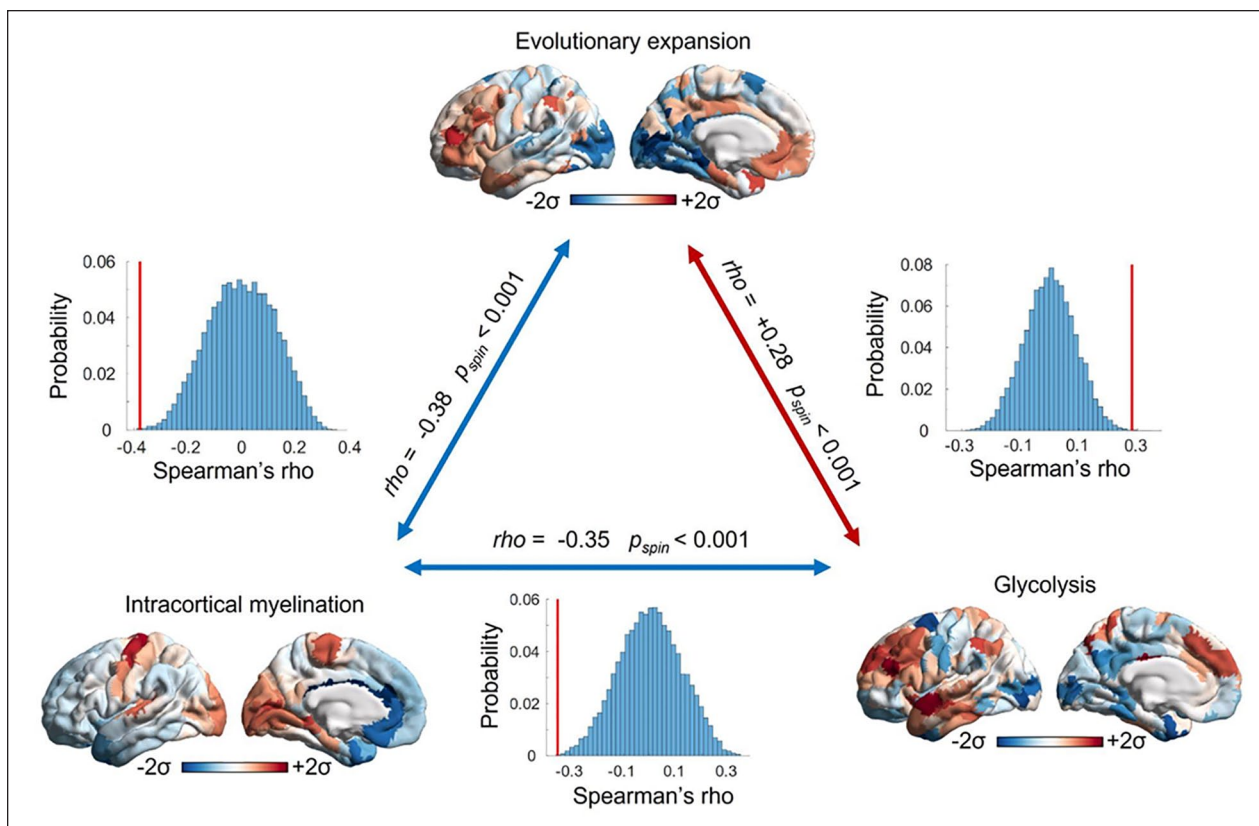 Evolutionary expansion
-2σ +2σ
0.06
0.04
0.02
0
Probability
-0.4 -0.2 0 0.2 0.4
Spearman's rho
rho = -0.38 p_spin < 0.001
rho = +0.28 p_spin < 0.001
0.08
0.06
0.04
0.02
0
Probability
-0.3 -0.1 0.1 0.3
Spearman's rho
rho = -0.35 p_spin < 0.001
Intracortical myelination
-2σ +2σ
0.06
0.04
0.02
0
Probability
-0.3 -0.1 0.1 0.3
Spearman's rho
Glycolysis
-2σ +2σ